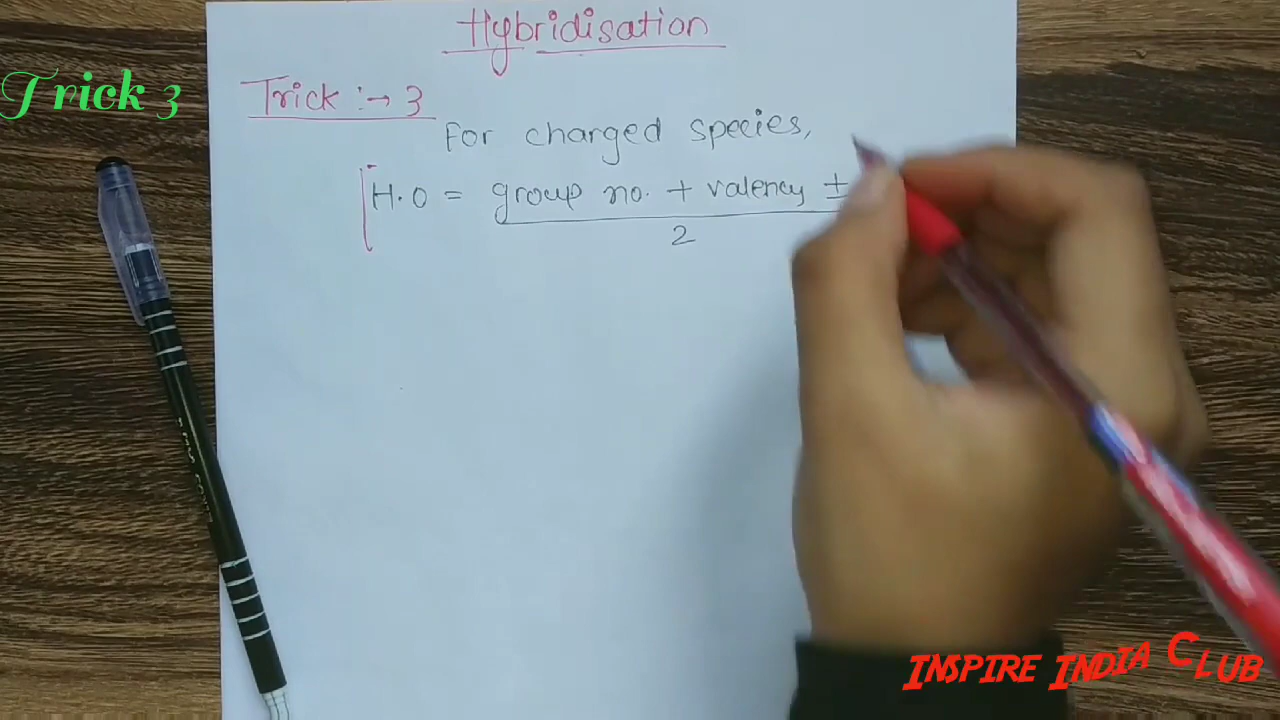 Hybridisation
Trick 3
Trick :→ 3
For charged species,
H.O = group no. + valency ±
2
INSPIRE INDIA CLUB